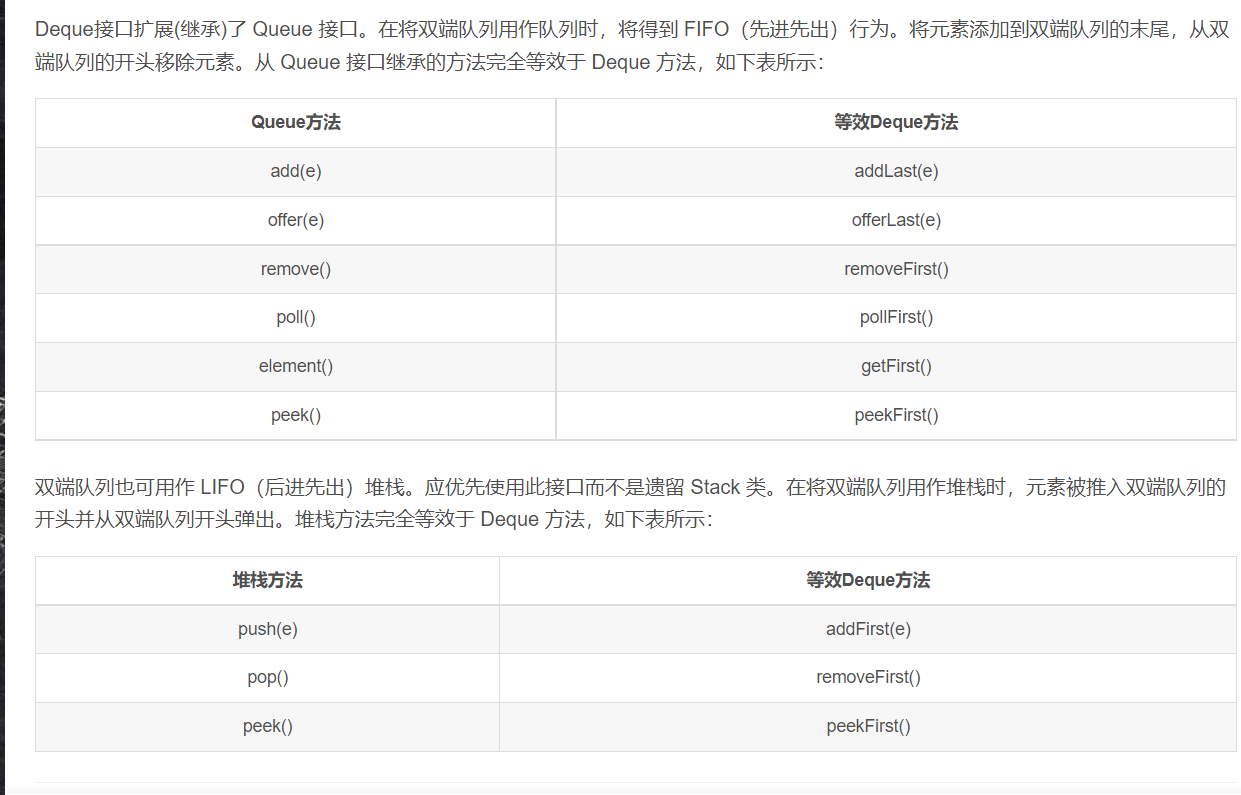 Deque接口扩展(继承)了 Queue 接口。在将双端队列用作队列时，将得到 FIFO（先进先出）行为。将元素添加到双端队列的末尾，从双
端队列的开头移除元素。从 Queue 接口继承的方法完全等效于 Deque 方法，如下表所示：
Queue方法 等效Deque方法
add(e) addLast(e)
offer(e) offerLast(e)
remove() removeFirst()
poll() pollFirst()
element() getFirst()
peek() peekFirst()
双端队列也可用作 LIFO（后进先出）堆栈。应优先使用此接口而不是遗留 Stack 类。在将双端队列用作堆栈时，元素被推入双端队列的
开头并从双端队列开头弹出。堆栈方法完全等效于 Deque 方法，如下表所示：
堆栈方法 等效Deque方法
push(e) addFirst(e)
pop() removeFirst()
peek() peekFirst()